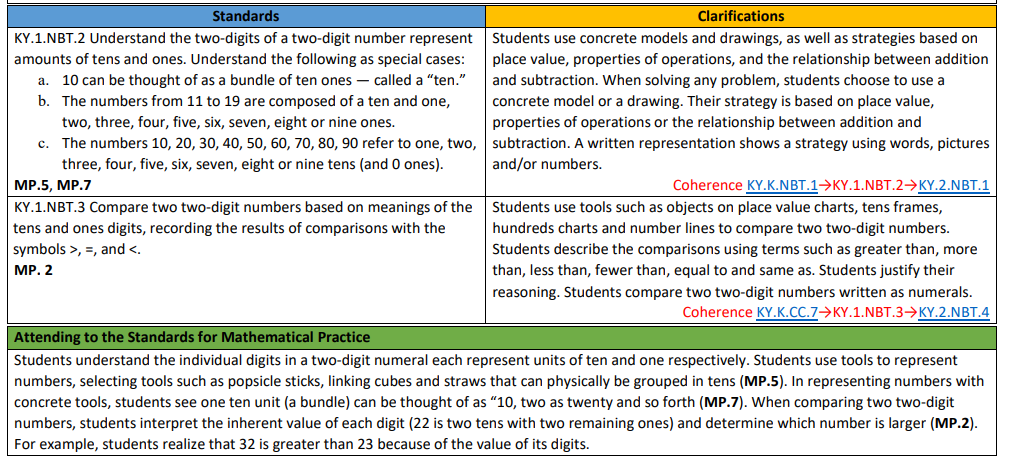 Standards
Clarifications
KY.1.NBT.2 Understand the two-digits of a two-digit number represent
amounts of tens and ones. Understand the following as special cases:
a. 10 can be thought of as a bundle of ten ones — called a “ten.”
b. The numbers from 11 to 19 are composed of a ten and one,
two, three, four, five, six, seven, eight or nine ones.
c. The numbers 10, 20, 30, 40, 50, 60, 70, 80, 90 refer to one, two,
three, four, five, six, seven, eight or nine tens (and 0 ones).
MP.5, MP.7
Students use concrete models and drawings, as well as strategies based on
place value, properties of operations, and the relationship between addition
and subtraction. When solving any problem, students choose to use a
concrete model or a drawing. Their strategy is based on place value,
properties of operations or the relationship between addition and
subtraction. A written representation shows a strategy using words, pictures
and/or numbers.
Coherence KY.K.NBT.1→KY.1.NBT.2→KY.2.NBT.1
KY.1.NBT.3 Compare two two-digit numbers based on meanings of the
tens and ones digits, recording the results of comparisons with the
symbols >, =, and <.
MP. 2
Students use tools such as objects on place value charts, tens frames,
hundreds charts and number lines to compare two two-digit numbers.
Students describe the comparisons using terms such as greater than, more
than, less than, fewer than, equal to and same as. Students justify their
reasoning. Students compare two two-digit numbers written as numerals.
Coherence KY.K.CC.7→KY.1.NBT.3→KY.2.NBT.4
Attending to the Standards for Mathematical Practice
Students understand the individual digits in a two-digit numeral each represent units of ten and one respectively. Students use tools to represent
numbers, selecting tools such as popsicle sticks, linking cubes and straws that can physically be grouped in tens (MP.5). In representing numbers with
concrete tools, students see one ten unit (a bundle) can be thought of as “10, two as twenty and so forth (MP.7). When comparing two two-digit
numbers, students interpret the inherent value of each digit (22 is two tens with two remaining ones) and determine which number is larger (MP.2).
For example, students realize that 32 is greater than 23 because of the value of its digits.